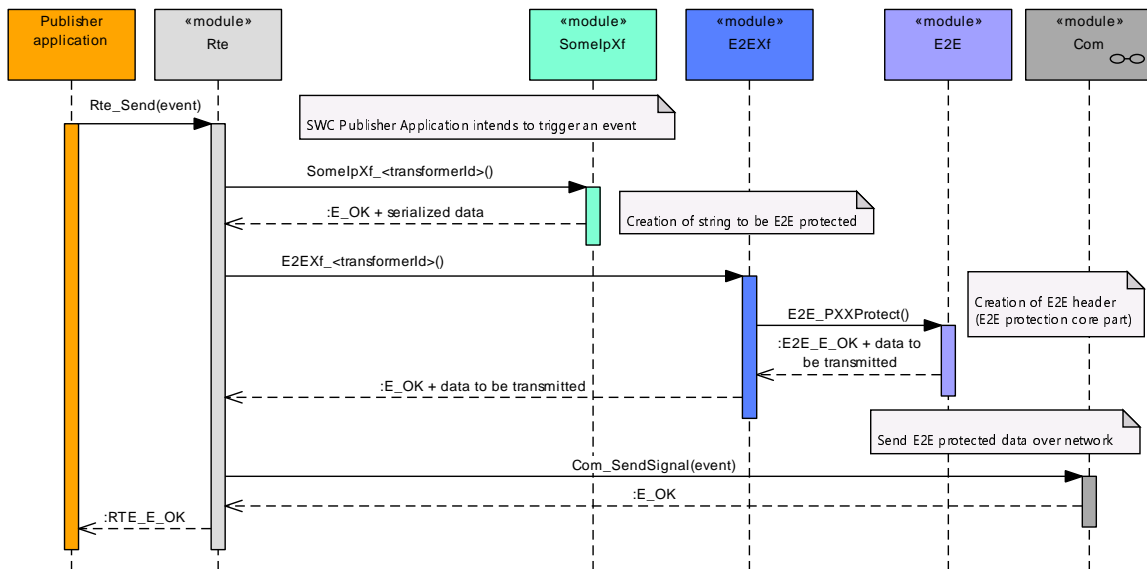 Publisher
application
«module»
Rte
«module»
SomeIpXf
«module»
E2EXf
«module»
E2E
«module»
Com
Rte_Send(event)
SWC Publisher Application intends to trigger an event
SomeIpXf_<transformerId>()
:E_OK + serialized data
Creation of string to be E2E protected
E2EXf_<transformerId>()
Creation of E2E header
(E2E protection core part)
E2E_PXXProtect()
:E2E_E_OK + data to
be transmitted
:E_OK + data to be transmitted
Send E2E protected data over network
Com_SendSignal(event)
:E_OK
:RTE_E_OK